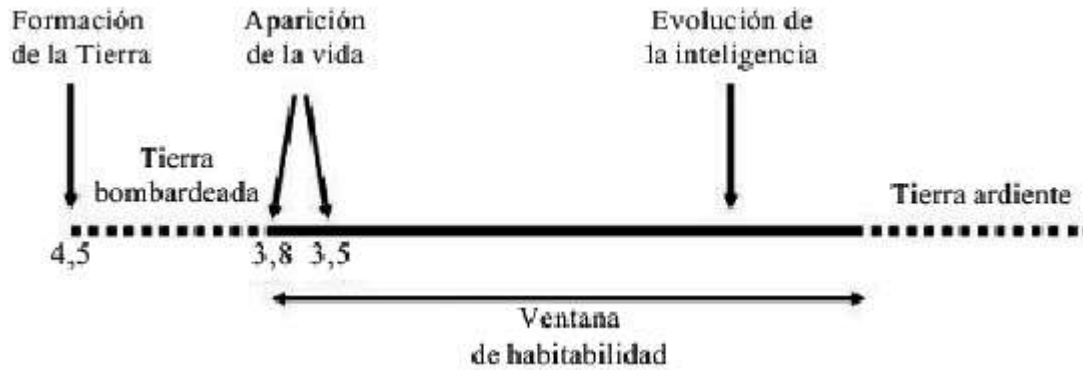 Formación
de la Tierra
Aparición
de la vida
Evolución de
la inteligencia
Tierra
bombardeada
Tierra ardiente
4,5
3,8
3,5
Ventana
de habitabilidad